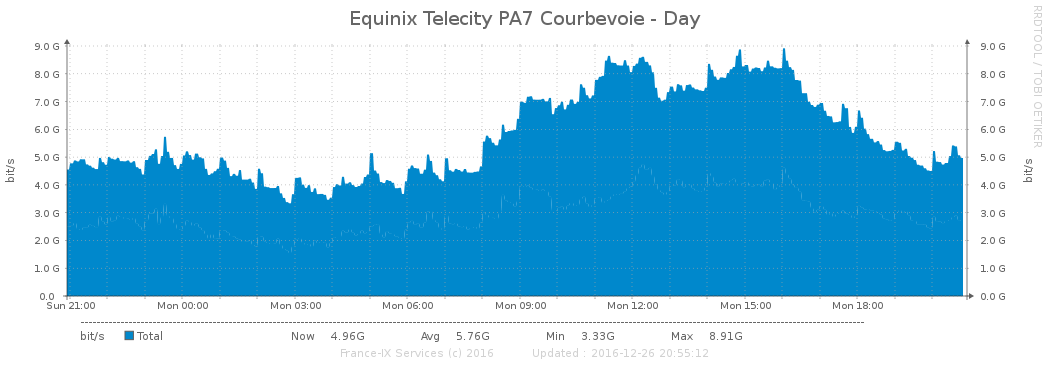 Equinix Telecity PA7 Courbevoie - Day
RRDTOOL / TOBI OETIKER
9.0 G 9.0 G
8.0 G 8.0 G
7.0 G 7.0 G
6.0 G 6.0 G
5.0 G 5.0 G
4.0 G 4.0 G
3.0 G 3.0 G
2.0 G 2.0 G
1.0 G 1.0 G
0.0 0.0 G
bit/s bit/s
Sun 21:00 Mon 00:00 Mon 03:00 Mon 06:00 Mon 09:00 Mon 12:00 Mon 15:00 Mon 18:00
bit/s Total Now 4.96G Avg 5.76G Min 3.33G Max 8.91G
France-IX Services (c) 2016 Updated : 2016-12-26 20:55:12